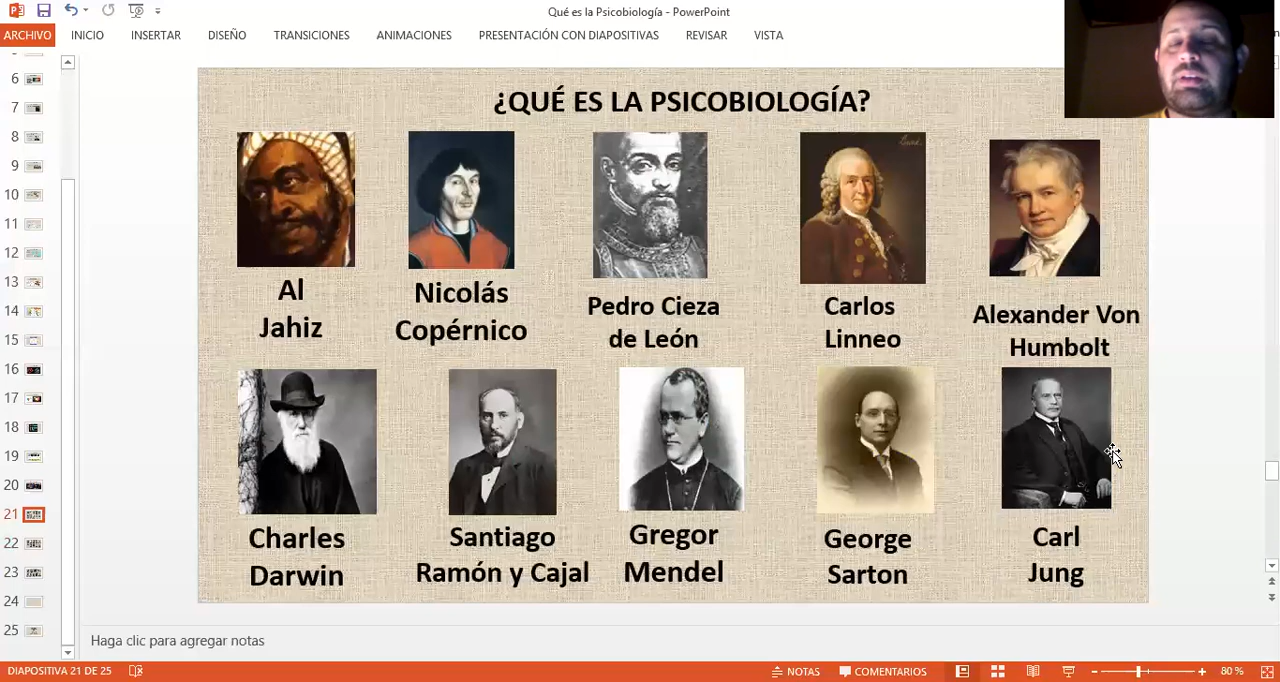 Qué es la Psicobiología - PowerPoint
ARCHIVO INICIO INSERTAR DISEÑO TRANSICIONES ANIMACIONES PRESENTACIÓN CON DIAPOSITIVAS REVISAR VISTA
6
7
8
9
10
11
12
13
14
15
16
17
18
19
20
21
22
23
24
25
¿QUÉ ES LA PSICOBIOLOGÍA?
Al
Jahiz
Nicolás
Copérnico
Pedro Cieza
de León
Carlos
Linneo
Alexander Von
Humbolt
Charles
Darwin
Santiago
Ramón y Cajal
Gregor
Mendel
George
Sarton
Carl
Jung
Haga clic para agregar notas
DIAPOSITIVA 21 DE 25 NOTAS COMENTARIOS 80 %